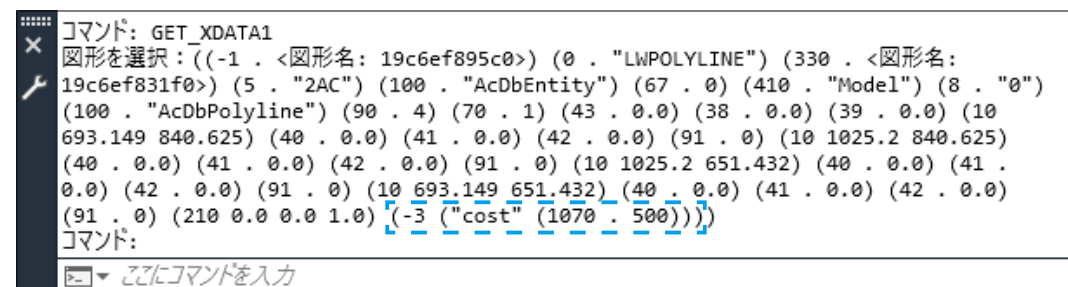 コマンド: GET_XDATA1
図形を選択：((-1 . <図形名: 19c6ef895c0>) (0 . "LWPOLYLINE") (330 . <図形名:
19c6ef831f0>) (5 . "2AC") (100 . "AcDbEntity") (67 . 0) (410 . "Model") (8 . "0")
(100 . "AcDbPolyline") (90 . 4) (70 . 1) (43 . 0.0) (38 . 0.0) (39 . 0.0) (10
693.149 840.625) (40 . 0.0) (41 . 0.0) (42 . 0.0) (91 . 0) (10 1025.2 840.625)
(40 . 0.0) (41 . 0.0) (42 . 0.0) (91 . 0) (10 1025.2 651.432) (40 . 0.0) (41 .
0.0) (42 . 0.0) (91 . 0) (10 693.149 651.432) (40 . 0.0) (41 . 0.0) (42 . 0.0)
(91 . 0) (210 0.0 0.0 1.0) (-3 ("cost" (1070 . 500))))
コマンド:
ここにコマンドを入力